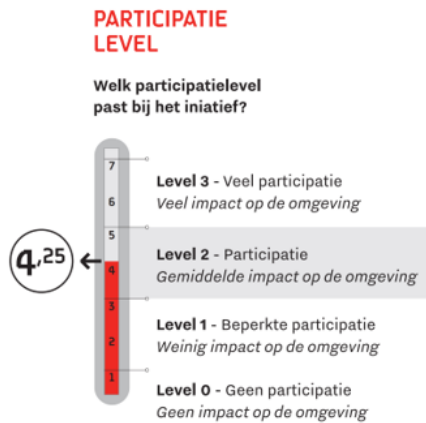 PARTICIPATIE
LEVEL
Welk participatielevel
past bij het iniatief?
7
Level 3 - Veel participatie
6
Veel impact op de omgeving
5
4,25
Level 2 - Participatie
4
Gemiddelde impact op de omgeving
3
Level 1 - Beperkte participatie
2
Weinig impact op de omgeving
1
Level 0 - Geen participatie
Geen impact op de omgeving